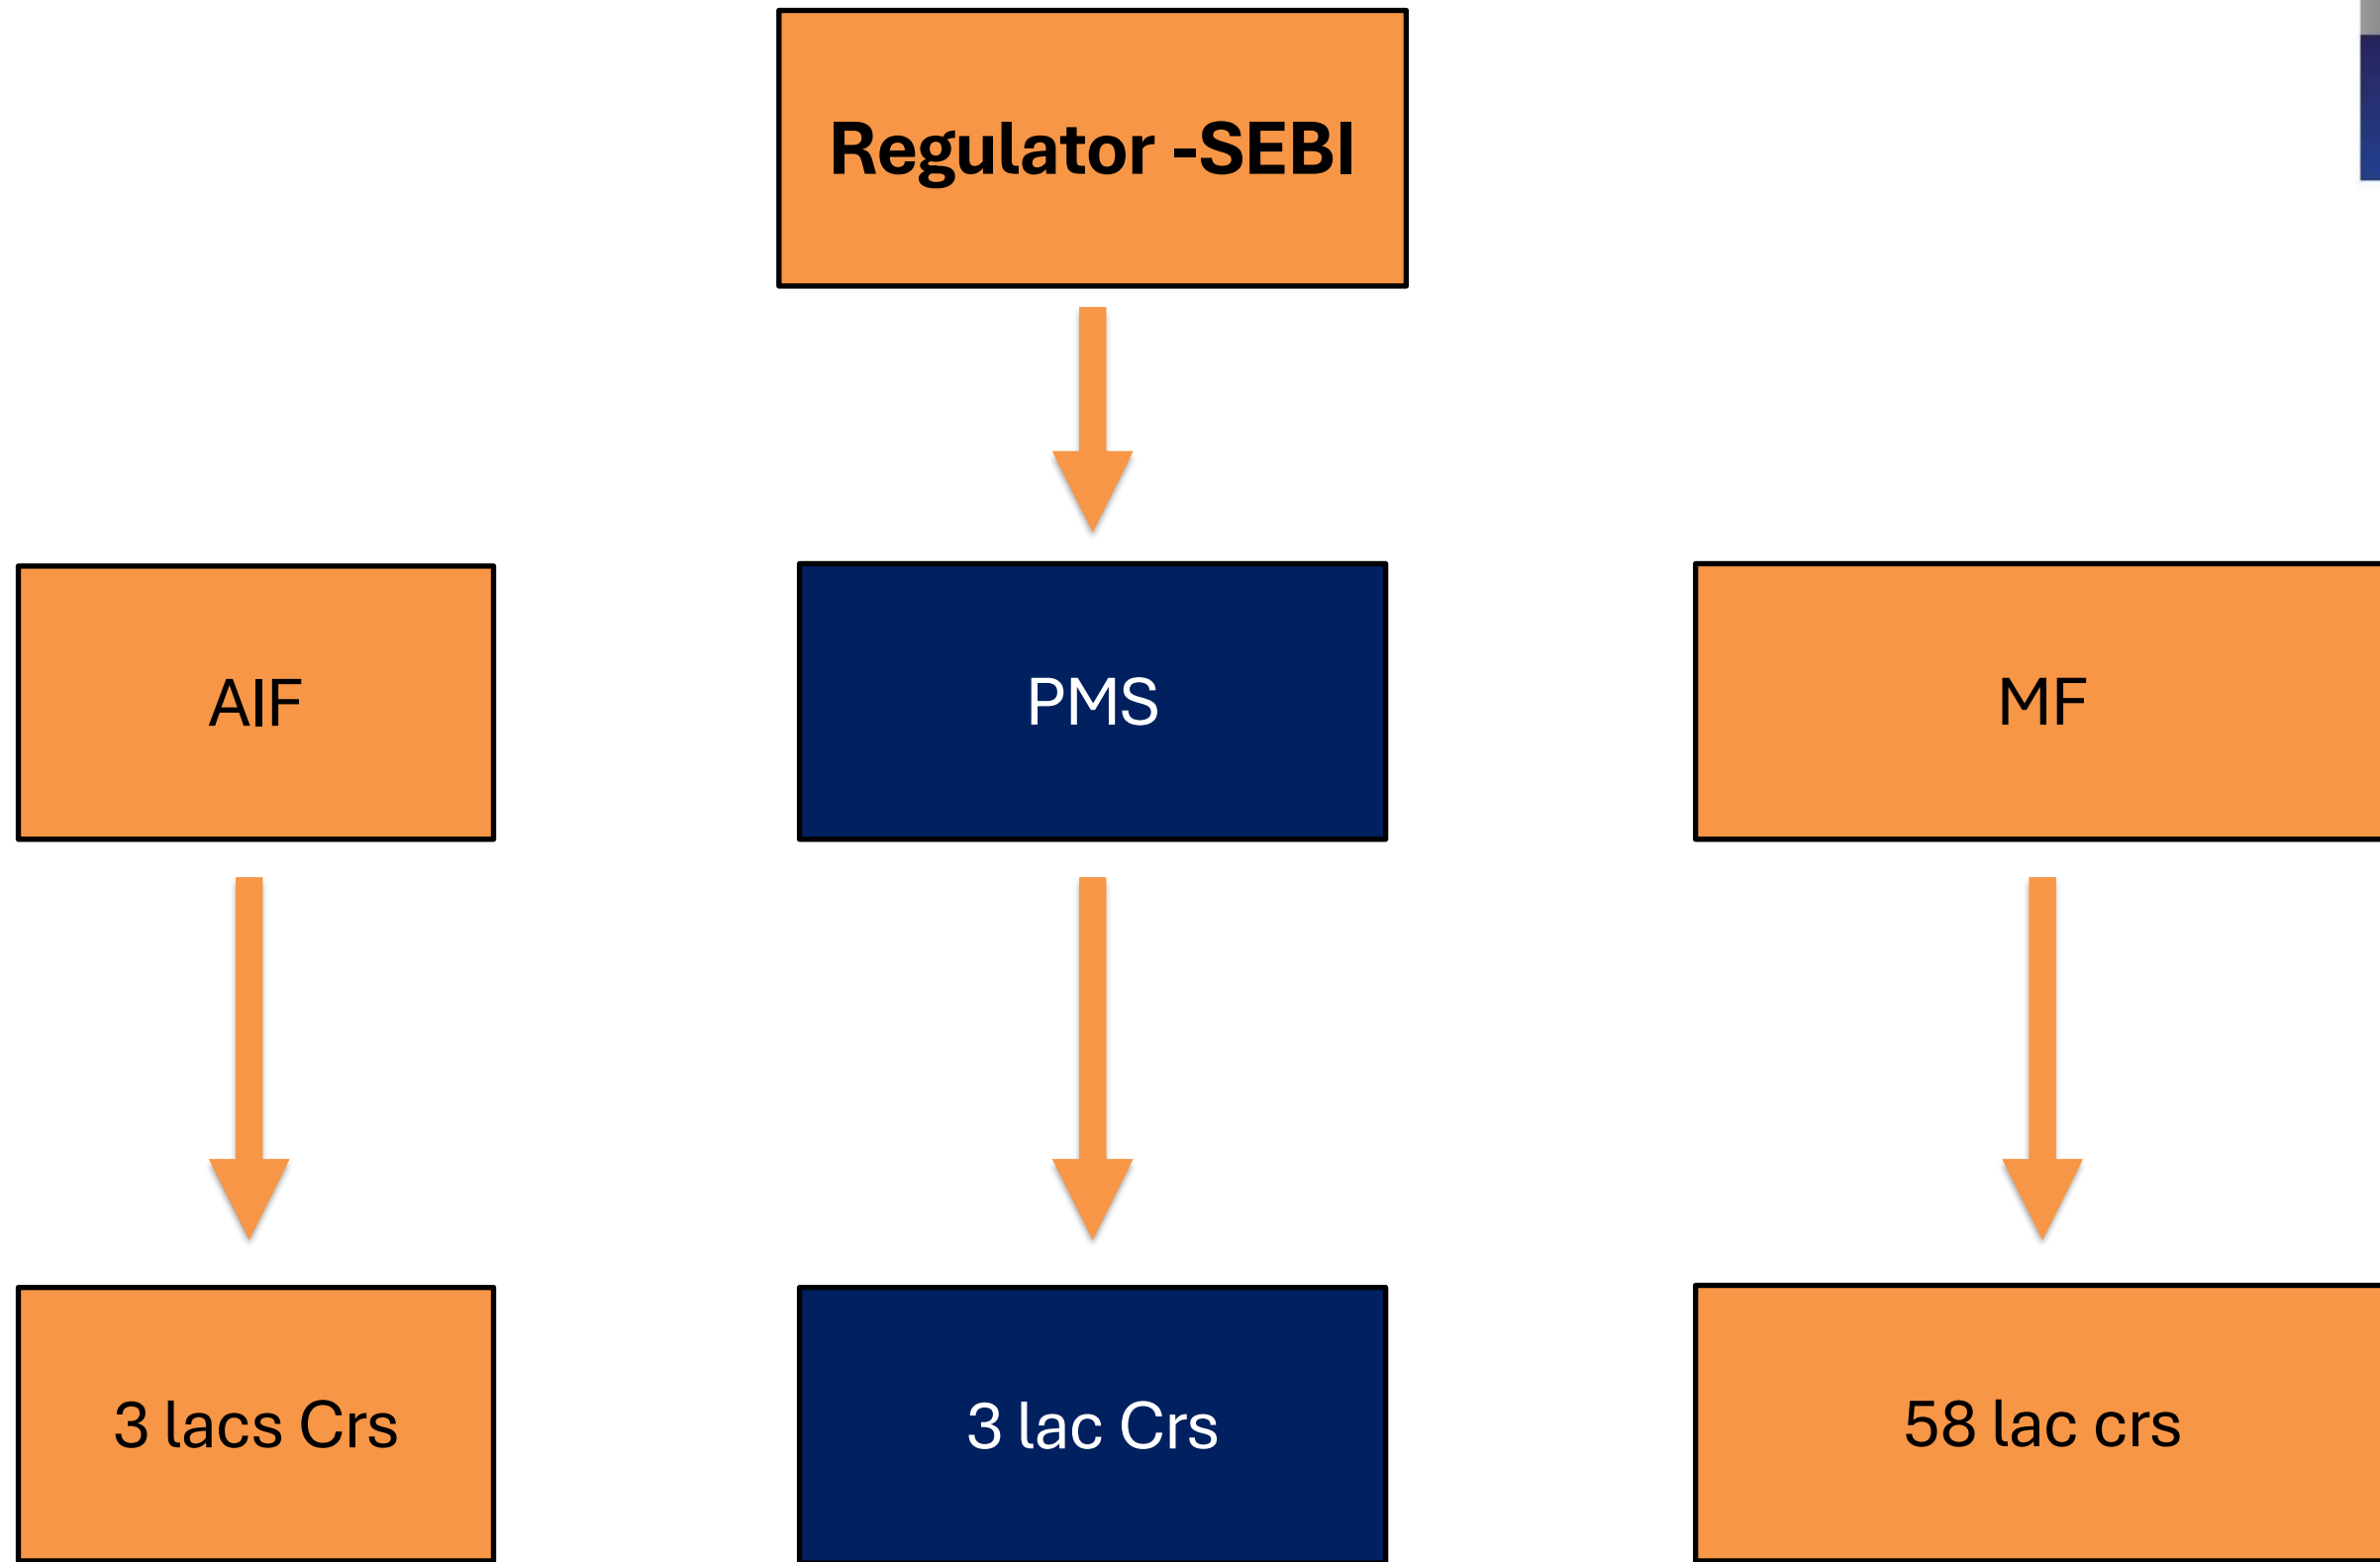 Regulator -SEBI
AIF
PMS
MF
3 lacs Crs
3 lac Crs
58 lac crs